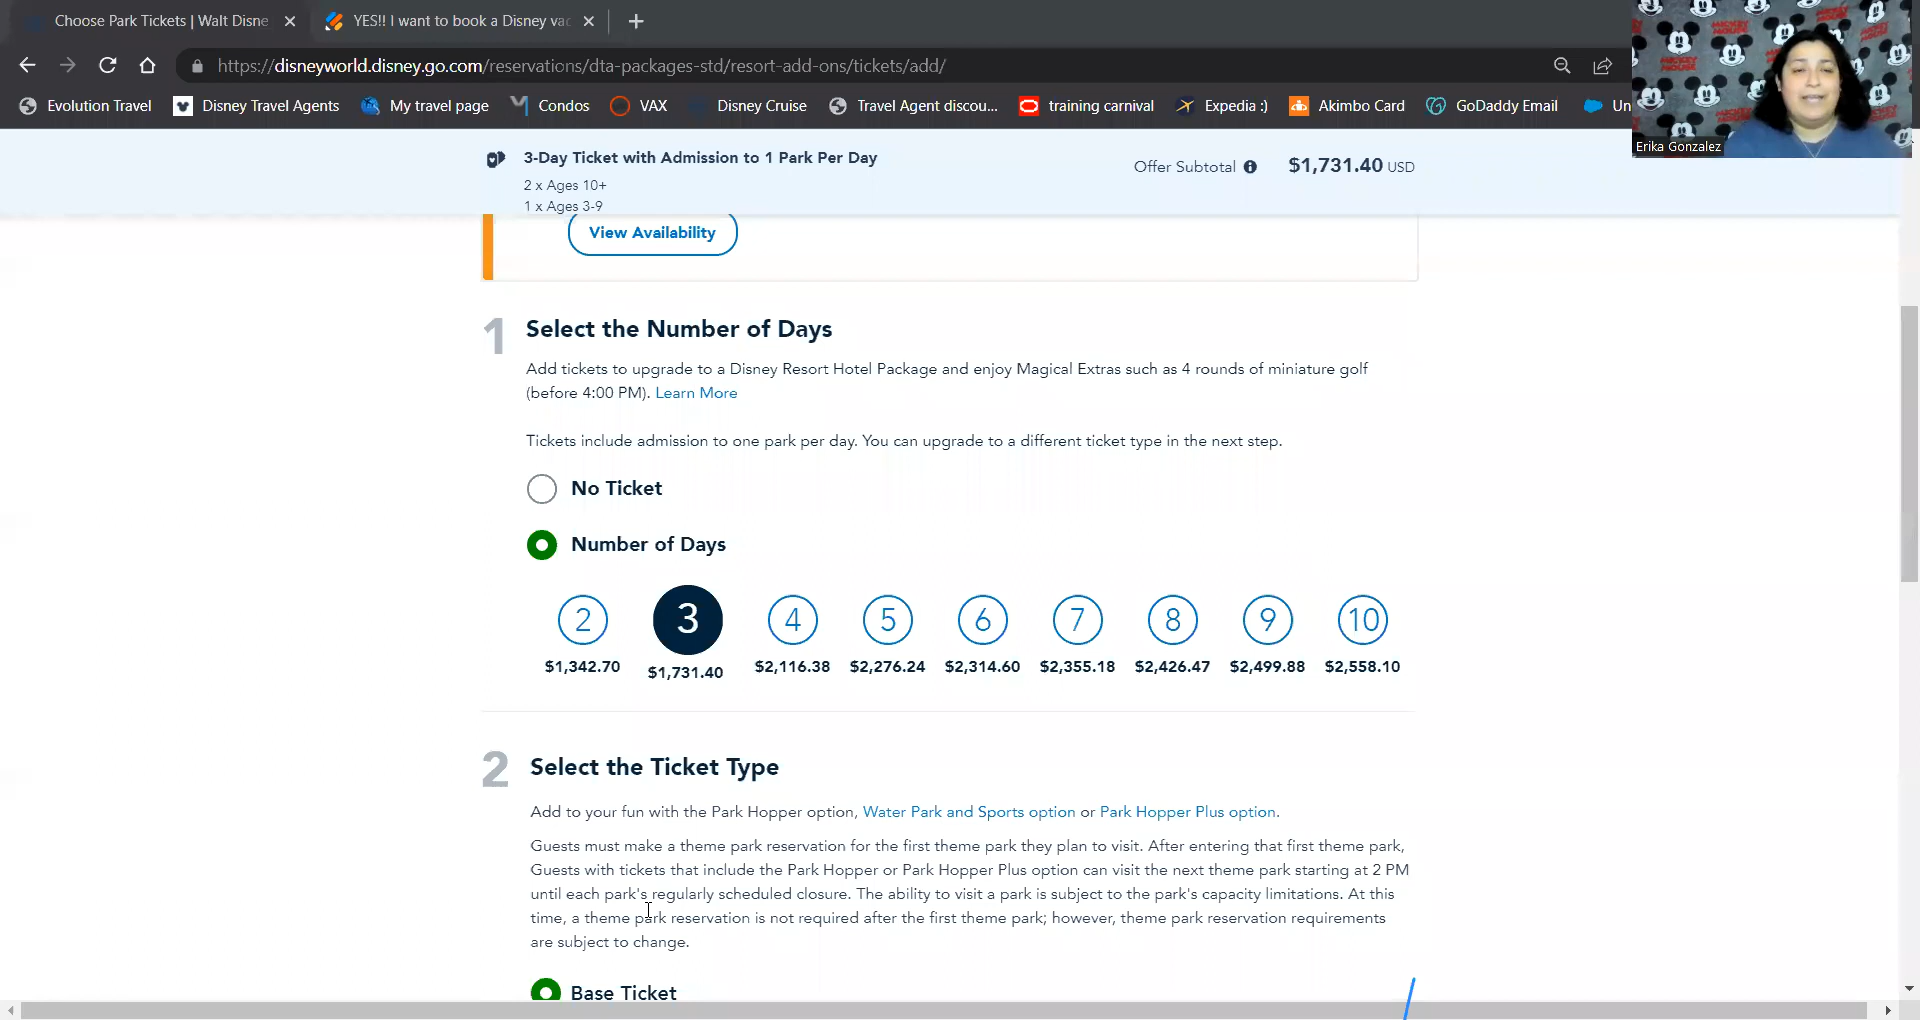 Choose Park Tickets | Walt Disne
YES!! I want to book a Disney vac
https://disneyworld.disney.go.com/reservations/dta-packages-std/resort-add-ons/tickets/add/
Evolution Travel
Disney Travel Agents
My travel page
Condos
VAX
Disney Cruise
Travel Agent discou...
training carnival
Expedia :)
Akimbo Card
GoDaddy Email
Un
Erika Gonzalez
3-Day Ticket with Admission to 1 Park Per Day
2 x Ages 10+
1 x Ages 3-9
Offer Subtotal
$1,731.40 USD
View Availability
1 Select the Number of Days
Add tickets to upgrade to a Disney Resort Hotel Package and enjoy Magical Extras such as 4 rounds of miniature golf
(before 4:00 PM). Learn More
Tickets include admission to one park per day. You can upgrade to a different ticket type in the next step.
No Ticket
Number of Days
2 3 4 5 6 7 8 9 10
$1,342.70 $1,731.40 $2,116.38 $2,276.24 $2,314.60 $2,355.18 $2,426.47 $2,499.88 $2,558.10
2 Select the Ticket Type
Add to your fun with the Park Hopper option, Water Park and Sports option or Park Hopper Plus option.
Guests must make a theme park reservation for the first theme park they plan to visit. After entering that first theme park,
Guests with tickets that include the Park Hopper or Park Hopper Plus option can visit the next theme park starting at 2 PM
until each park's regularly scheduled closure. The ability to visit a park is subject to the park's capacity limitations. At this
time, a theme park reservation is not required after the first theme park; however, theme park reservation requirements
are subject to change.
Base Ticket